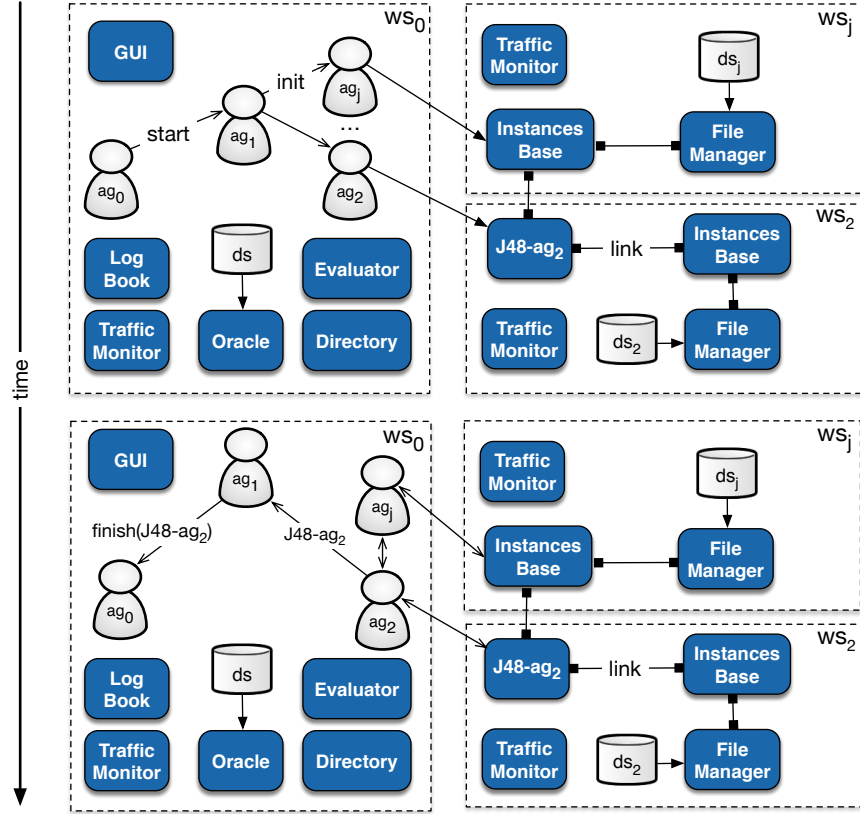 time
ws0
GUI
start
init
ag0
ag1
agj
...
ag2
Log
Book
ds
Evaluator
Traffic
Monitor
Oracle
Directory
wsj
Traffic
Monitor
dsj
Instances
Base
File
Manager
ws2
J48-ag2
link
Instances
Base
Traffic
Monitor
ds2
File
Manager
ws0
GUI
ag1
finish(J48-ag2)
J48-ag2
agj
ag0
ag2
Log
Book
ds
Evaluator
Traffic
Monitor
Oracle
Directory
wsj
Traffic
Monitor
dsj
Instances
Base
File
Manager
ws2
J48-ag2
link
Instances
Base
Traffic
Monitor
ds2
File
Manager